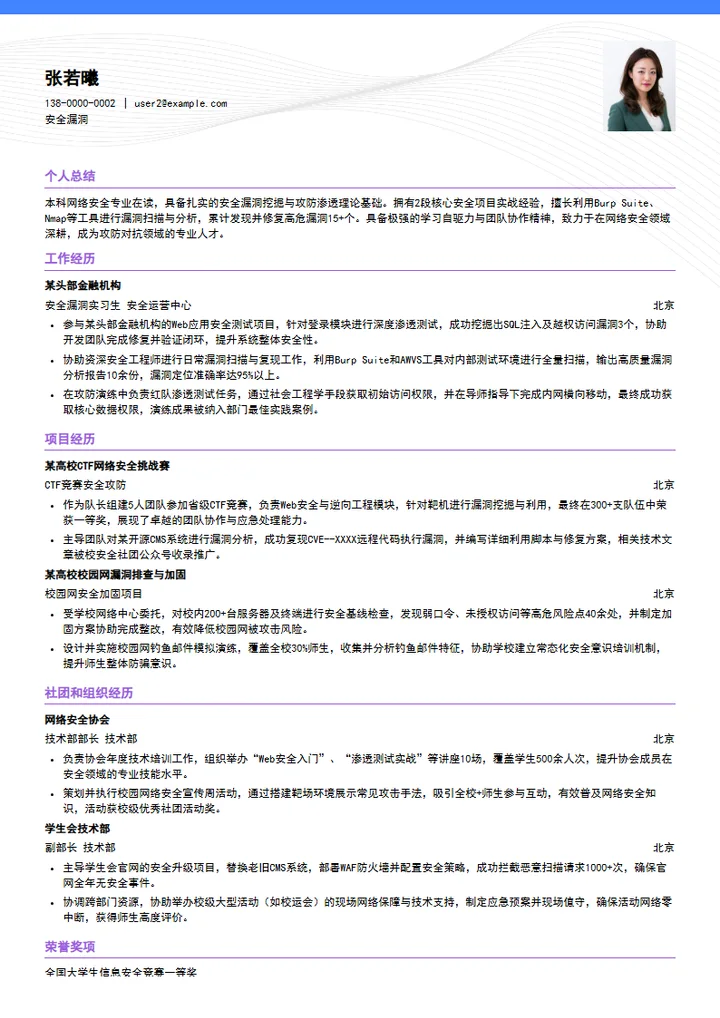 张若曦
138-0000-0002 | user2@example.com
安全漏洞
个人总结
本科网络安全专业在读，具备扎实的安全漏洞挖掘与攻防渗透理论基础。拥有2段核心安全项目实战经验，擅长利用Burp Suite、
Nmap等工具进行漏洞扫描与分析，累计发现并修复高危漏洞15+个。具备极强的学习自驱力与团队协作精神，致力于在网络安全领域
深耕，成为攻防对抗领域的专业人才。
工作经历
某头部金融机构
安全漏洞实习生 安全运营中心 北京
• 参与某头部金融机构的Web应用安全测试项目，针对登录模块进行深度渗透测试，成功挖掘出SQL注入及越权访问漏洞3个，协助
开发团队完成修复并验证闭环，提升系统整体安全性。
• 协助资深安全工程师进行日常漏洞扫描与复现工作，利用Burp Suite和AWVS工具对内部测试环境进行全量扫描，输出高质量漏洞
分析报告10余份，漏洞定位准确率达95%以上。
• 在攻防演练中负责红队渗透测试任务，通过社会工程学手段获取初始访问权限，并在导师指导下完成内网横向移动，最终成功获
取核心数据权限，演练成果被纳入部门最佳实践案例。
项目经历
某高校CTF网络安全挑战赛
CTF竞赛安全攻防 北京
• 作为队长组建5人团队参加省级CTF竞赛，负责Web安全与逆向工程模块，针对靶机进行漏洞挖掘与利用，最终在300+支队伍中荣
获一等奖，展现了卓越的团队协作与应急处理能力。
• 主导团队对某开源CMS系统进行漏洞分析，成功复现CVE--XXXX远程代码执行漏洞，并编写详细利用脚本与修复方案，相关技术文
章被校安全社团公众号收录推广。
某高校校园网漏洞排查与加固
校园网安全加固项目 北京
• 受学校网络中心委托，对校内200+台服务器及终端进行安全基线检查，发现弱口令、未授权访问等高危风险点40余处，并制定加
固方案协助完成整改，有效降低校园网被攻击风险。
• 设计并实施校园网钓鱼邮件模拟演练，覆盖全校30%师生，收集并分析钓鱼邮件特征，协助学校建立常态化安全意识培训机制，
提升师生整体防骗意识。
社团和组织经历
网络安全协会
技术部部长 技术部 北京
• 负责协会年度技术培训工作，组织举办“Web安全入门”、“渗透测试实战”等讲座10场，覆盖学生500余人次，提升协会成员在
安全领域的专业技能水平。
• 策划并执行校园网络安全宣传周活动，通过搭建靶场环境展示常见攻击手法，吸引全校+师生参与互动，有效普及网络安全知
识，活动获校级优秀社团活动奖。
学生会技术部
副部长 技术部 北京
• 主导学生会官网的安全升级项目，替换老旧CMS系统，部署WAF防火墙并配置安全策略，成功拦截恶意扫描请求1000+次，确保官
网全年无安全事件。
• 协调跨部门资源，协助举办校级大型活动（如校运会）的现场网络保障与技术支持，制定应急预案并现场值守，确保活动网络零
中断，获得师生高度评价。
荣誉奖项
全国大学生信息安全竞赛一等奖